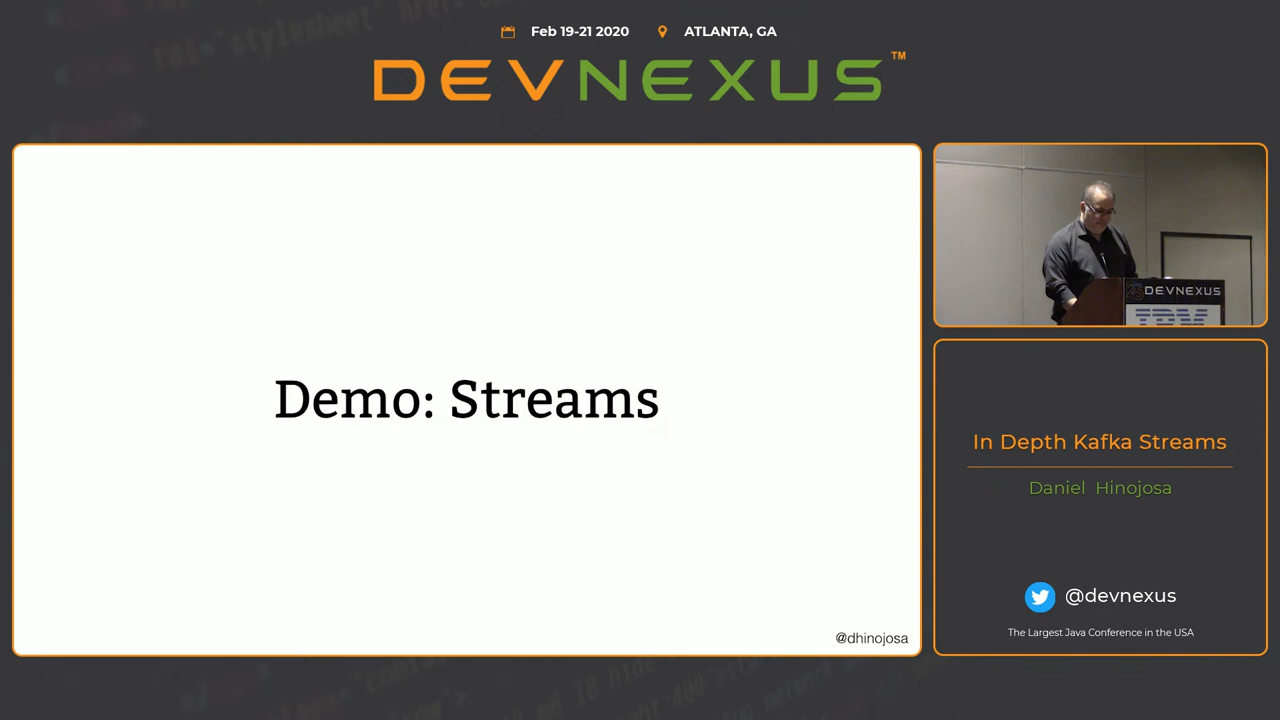 Feb 19-21 2020 ATLANTA, GA
DEVNEXUS™
Demo: Streams
@dhinojosa
DEVNEXUS
IBM
In Depth Kafka Streams
Daniel Hinojosa
@devnexus
The Largest Java Conference in the USA